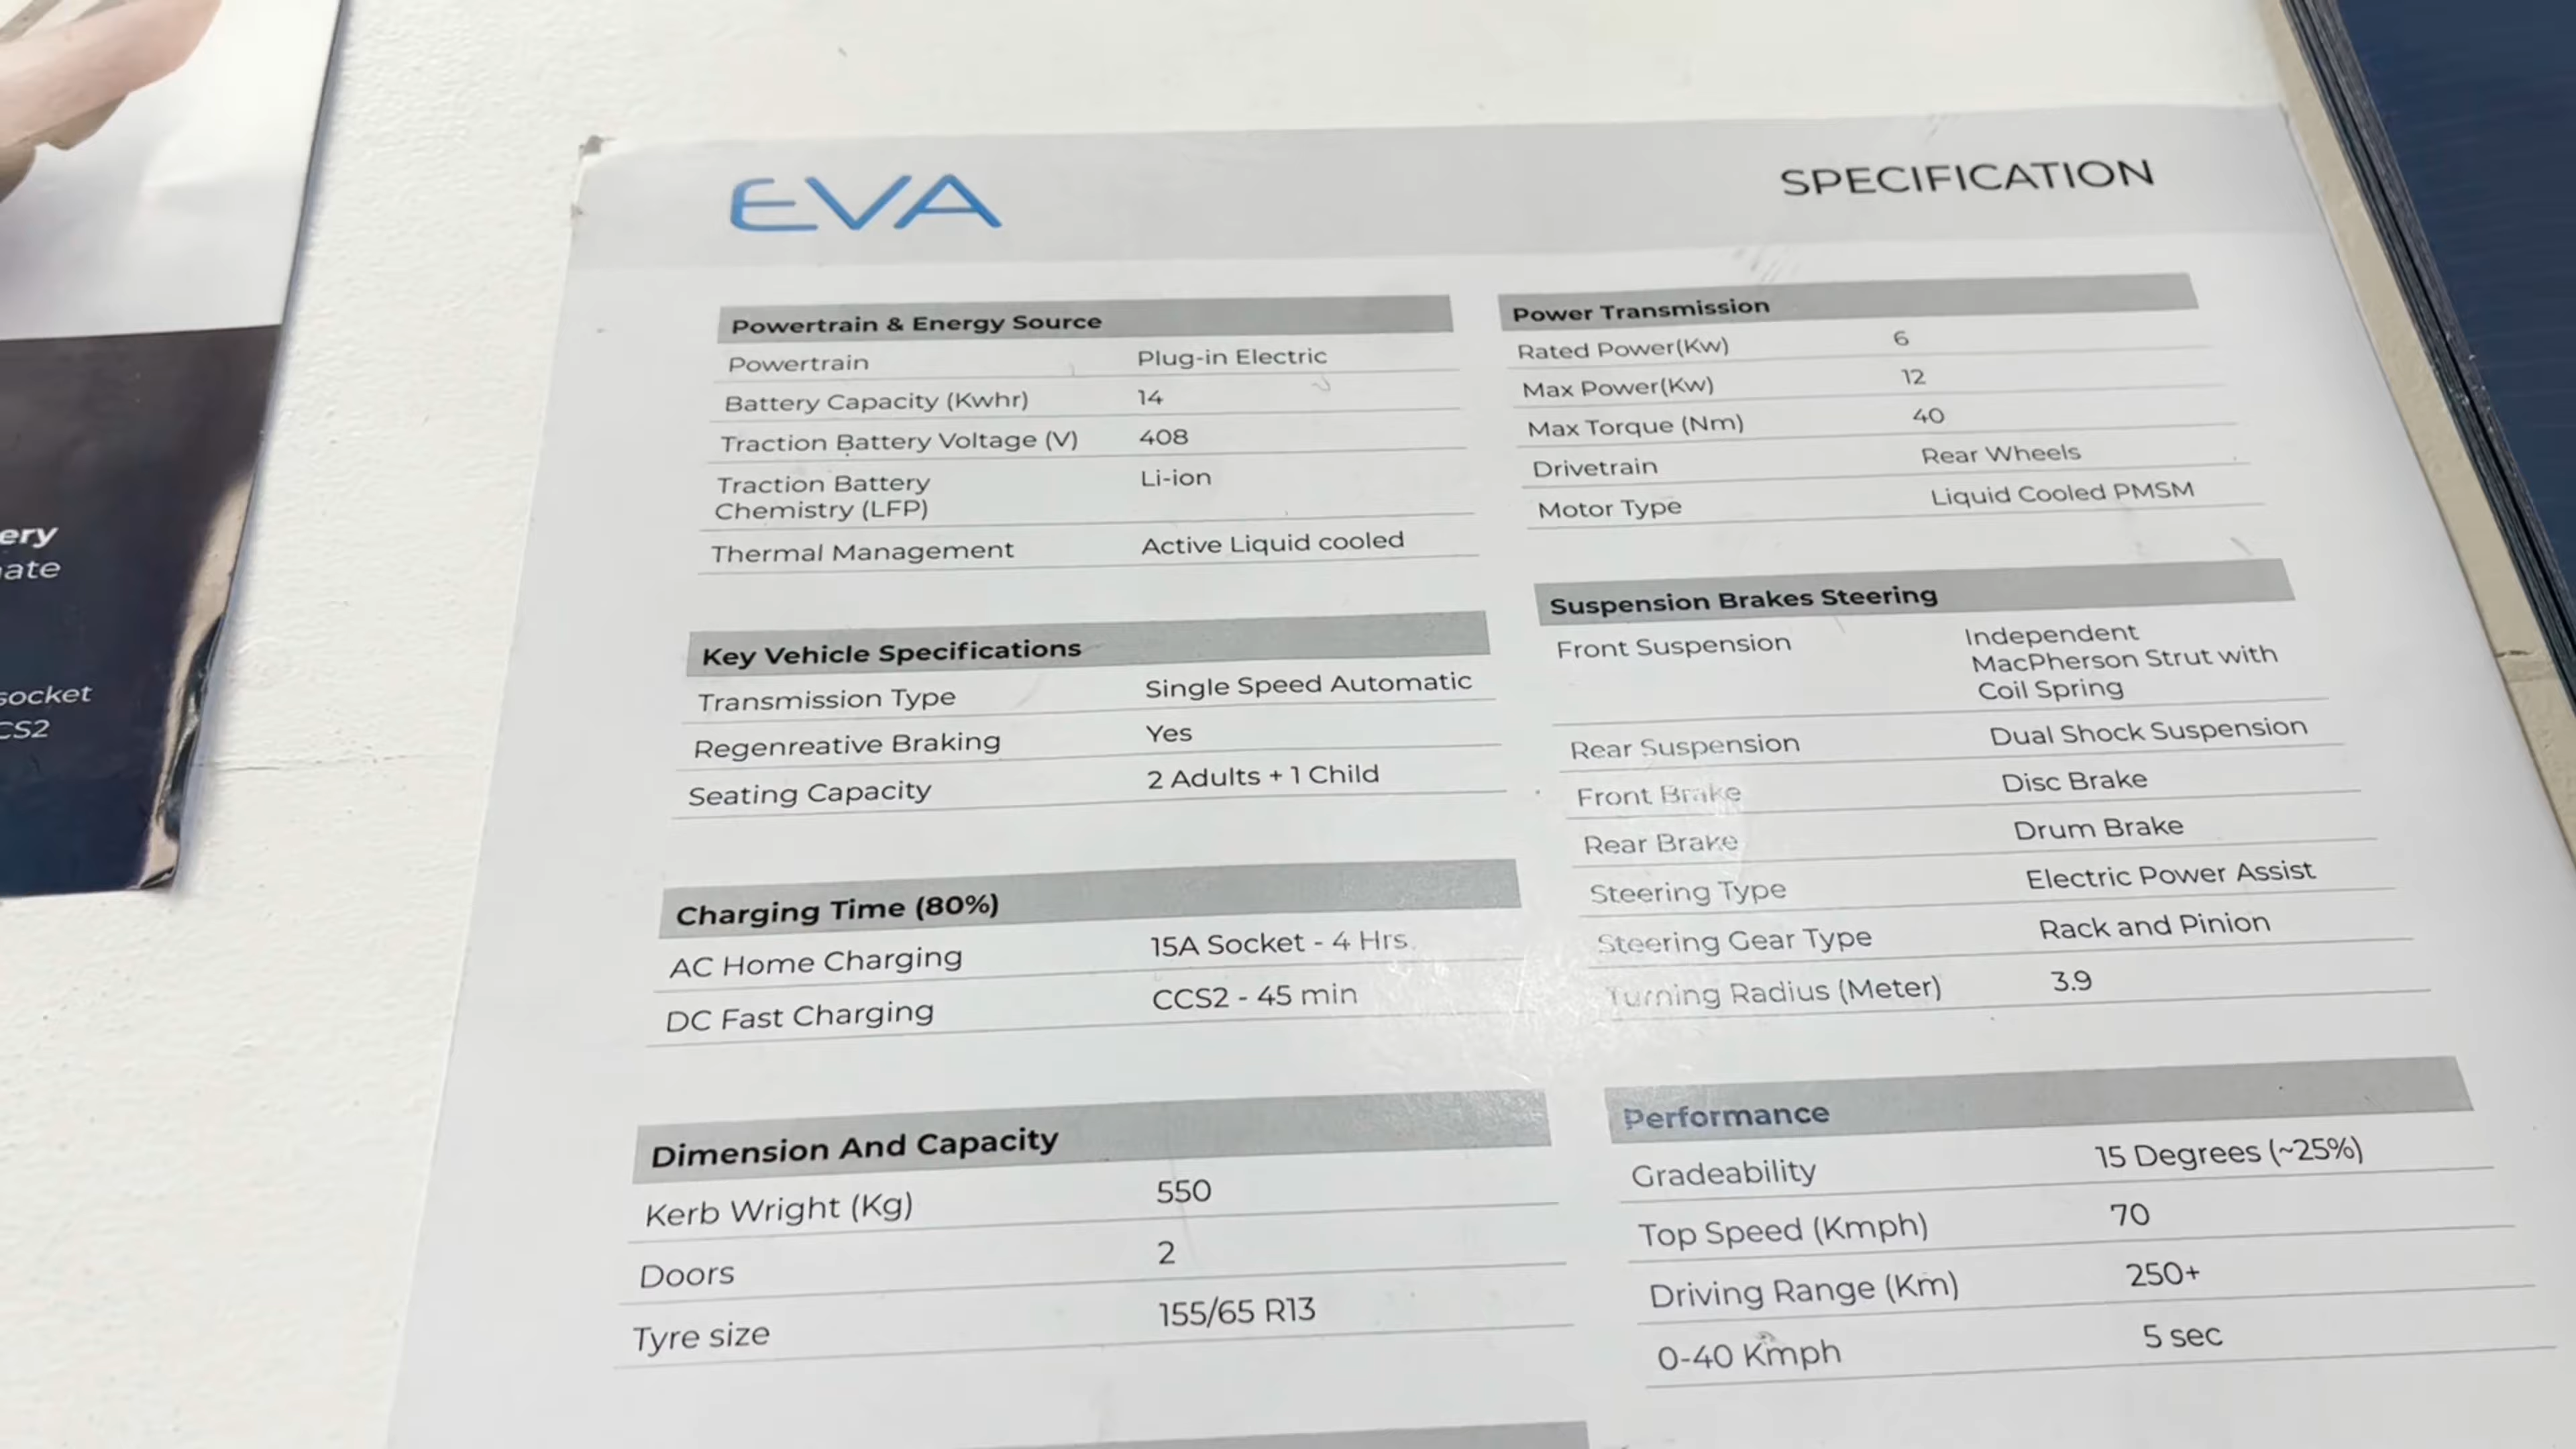 ery
ate
socket
CS2
EVA
SPECIFICATION
Powertrain & Energy Source
Powertrain Plug-in Electric
Battery Capacity (Kwhr) 14
Traction Battery Voltage (V) 408
Traction Battery Li-ion
Chemistry (LFP)
Thermal Management Active Liquid cooled
Key Vehicle Specifications
Transmission Type Single Speed Automatic
Regenreative Braking Yes
Seating Capacity 2 Adults + 1 Child
Charging Time (80%)
AC Home Charging 15A Socket - 4 Hrs.
DC Fast Charging CCS2 - 45 min
Dimension And Capacity
Kerb Wright (Kg) 550
Doors 2
Tyre size 155/65 R13
Power Transmission
Rated Power(Kw) 6
Max Power(Kw) 12
Max Torque (Nm) 40
Drivetrain Rear Wheels
Motor Type Liquid Cooled PMSM
Suspension Brakes Steering
Front Suspension Independent
MacPherson Strut with
Coil Spring
Rear Suspension Dual Shock Suspension
Front Brake Disc Brake
Rear Brake Drum Brake
Steering Type Electric Power Assist
Steering Gear Type Rack and Pinion
Turning Radius (Meter) 3.9
Performance
Gradeability 15 Degrees (~25%)
Top Speed (Kmph) 70
Driving Range (Km) 250+
0-40 Kmph 5 sec